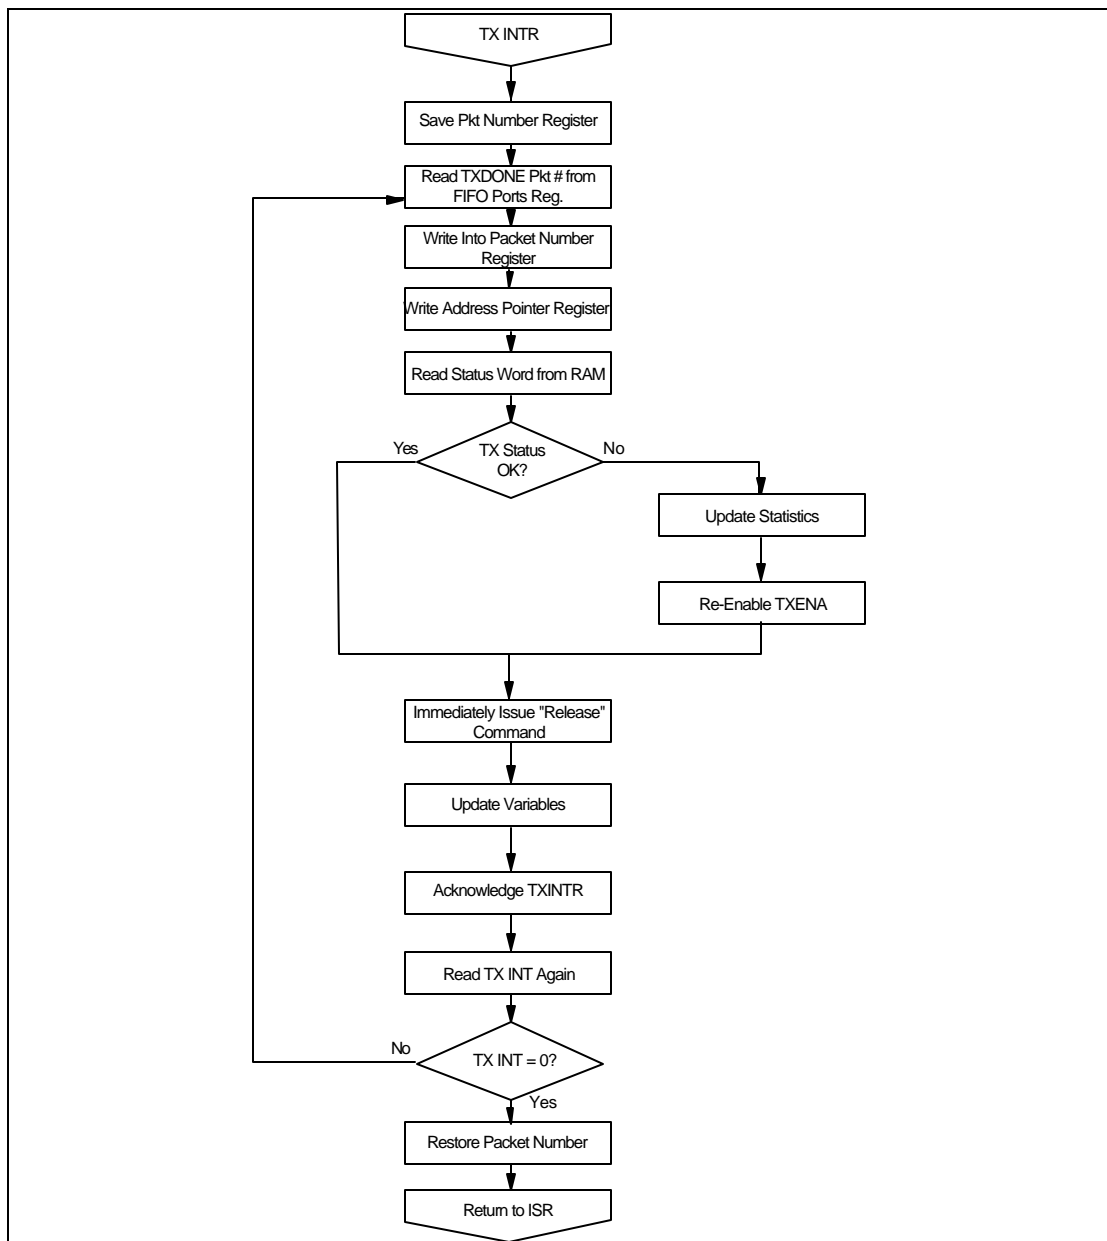 TX INTR
Save Pkt Number Register
Read TXDONE Pkt # from
FIFO Ports Reg.
Write Into Packet Number
Register
Write Address Pointer Register
Read Status Word from RAM
Yes
TX Status
OK?
No
Update Statistics
Re-Enable TXENA
Immediately Issue "Release"
Command
Update Variables
Acknowledge TXINTR
Read TX INT Again
No
TX INT = 0?
Yes
Restore Packet Number
Return to ISR